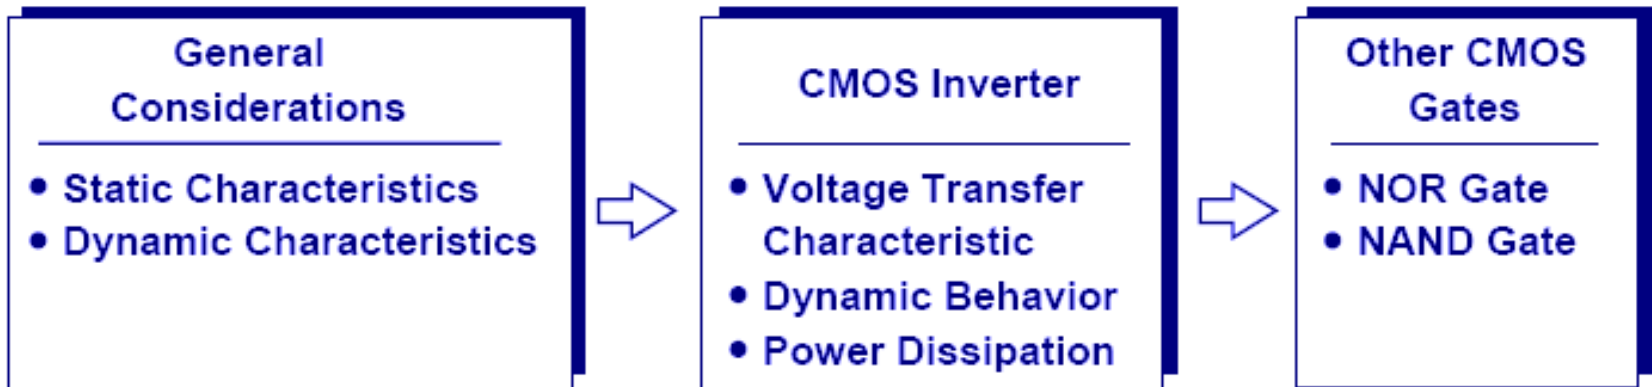 General
Considerations
• Static Characteristics
• Dynamic Characteristics
CMOS Inverter
• Voltage Transfer
Characteristic
• Dynamic Behavior
• Power Dissipation
Other CMOS
Gates
• NOR Gate
• NAND Gate